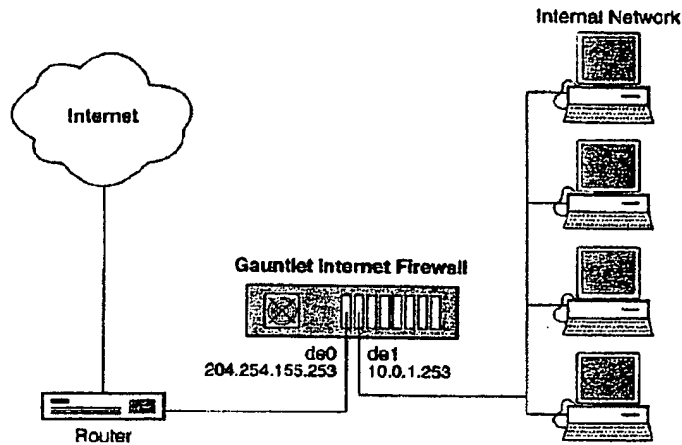 Internal Network
Internet
Gauntlet Internet Firewall
de0 de1
204.254.155.253 10.0.1.253
Router